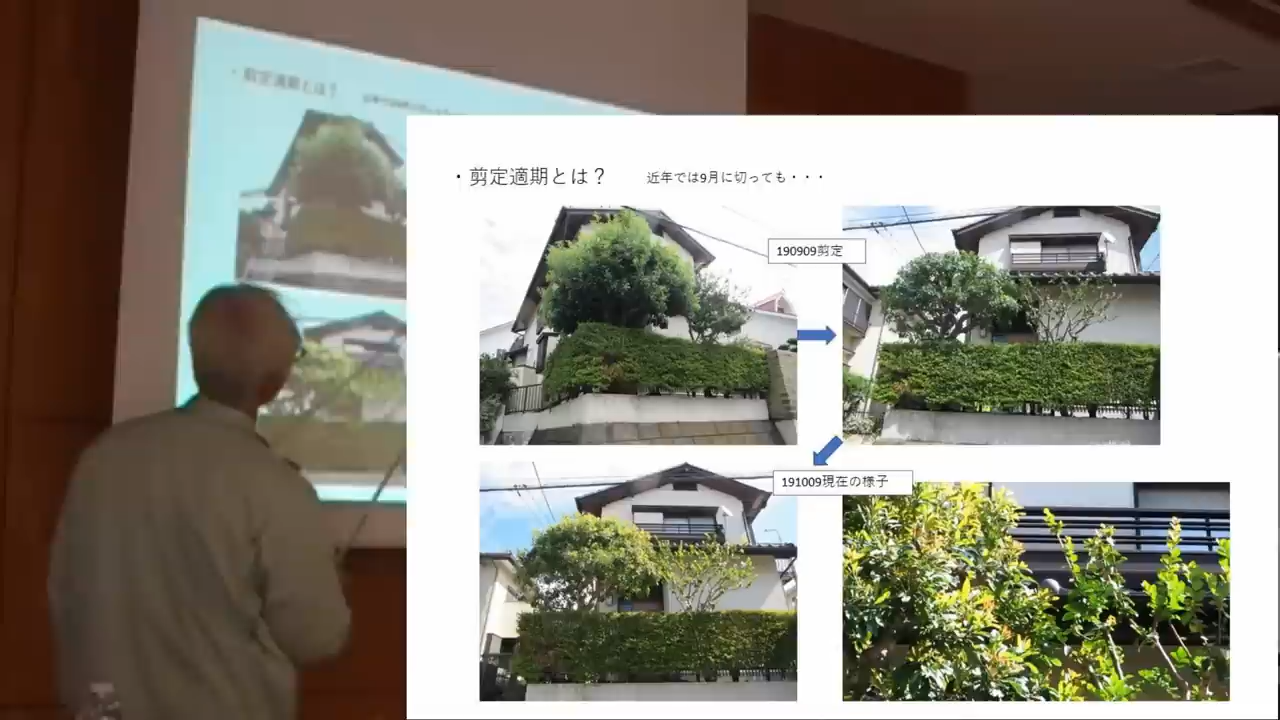 ・剪定適期とは？
近年では9月に切っても・・・
190909剪定
191009現在の様子
・剪定適期とは？